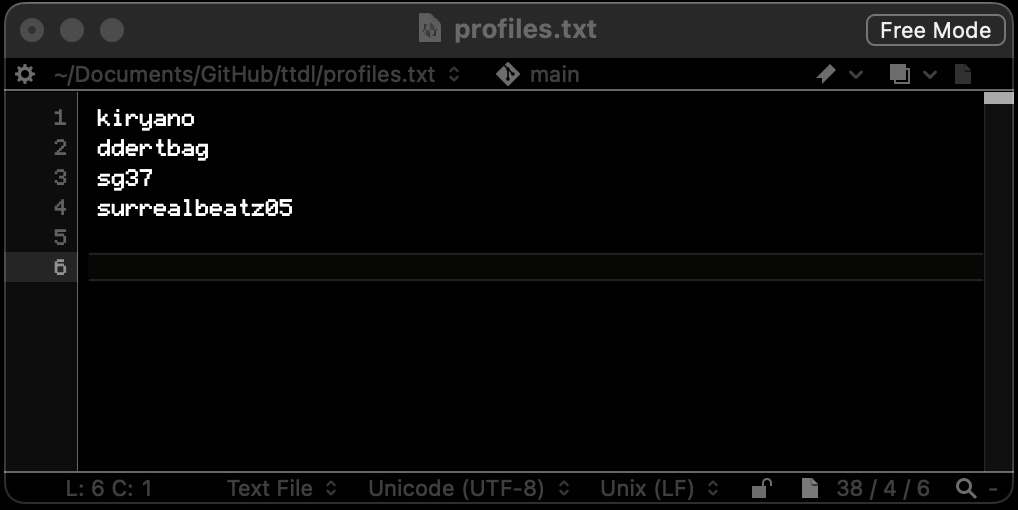 profiles.txt
Free Mode
~/Documents/GitHub/ttdl/profiles.txt main
1 kiryano
2 ddertbag
3 sg37
4 surrealbeatz05
5
6
L: 6 C: 1 Text File Unicode (UTF-8) Unix (LF) 38 / 4 / 6 -